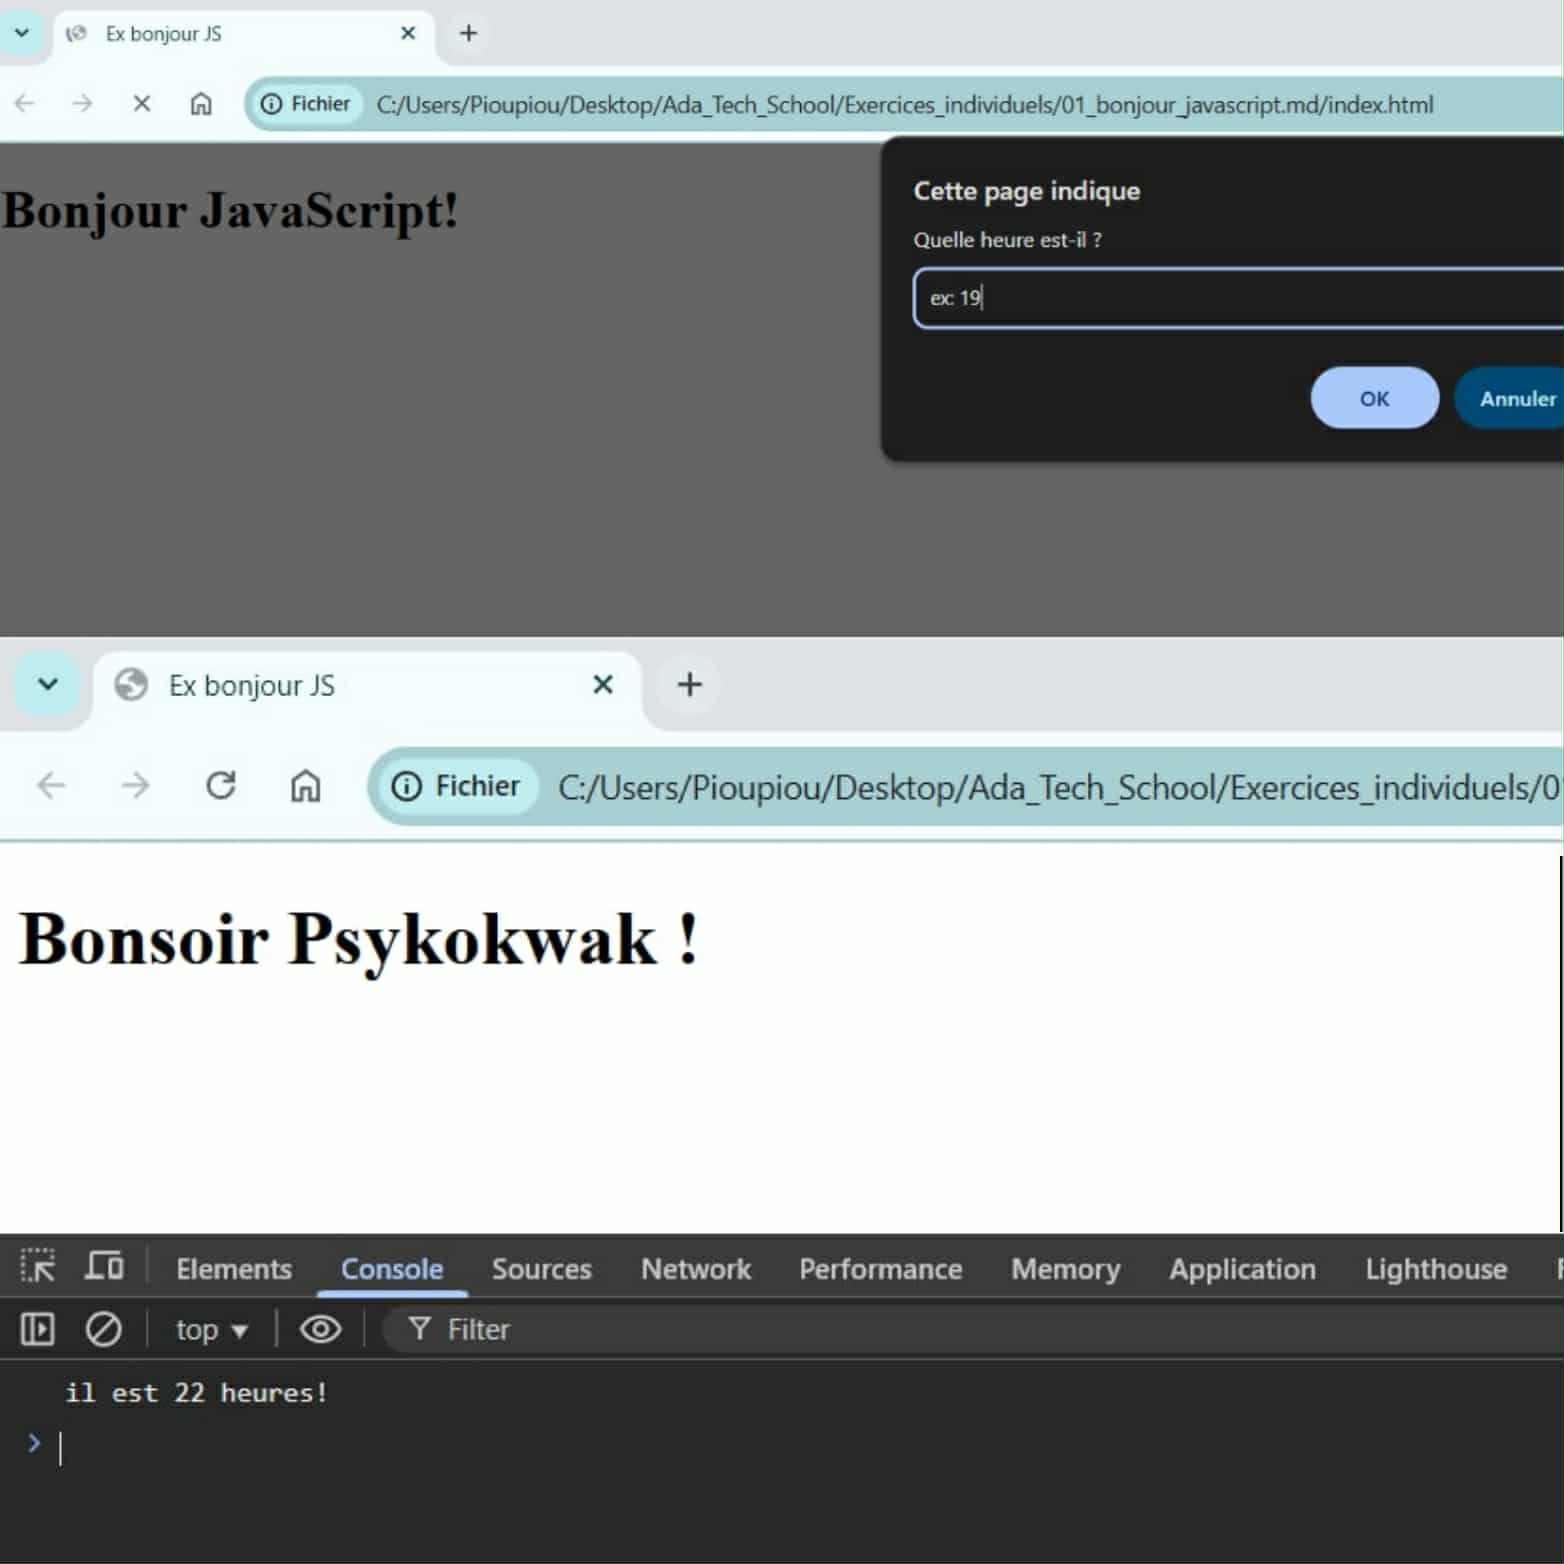 Ex bonjour JS
Fichier C:/Users/Pioupiou/Desktop/Ada_Tech_School/Exercices_individuels/01_bonjour_javascript.md/index.html
Bonjour JavaScript!
Cette page indique
Quelle heure est-il ?
ex: 19
OK Annuler
Ex bonjour JS
Fichier C:/Users/Pioupiou/Desktop/Ada_Tech_School/Exercices_individuels/0
Bonsoir Psykokwak !
Elements Console Sources Network Performance Memory Application Lighthouse
top Filter
il est 22 heures!